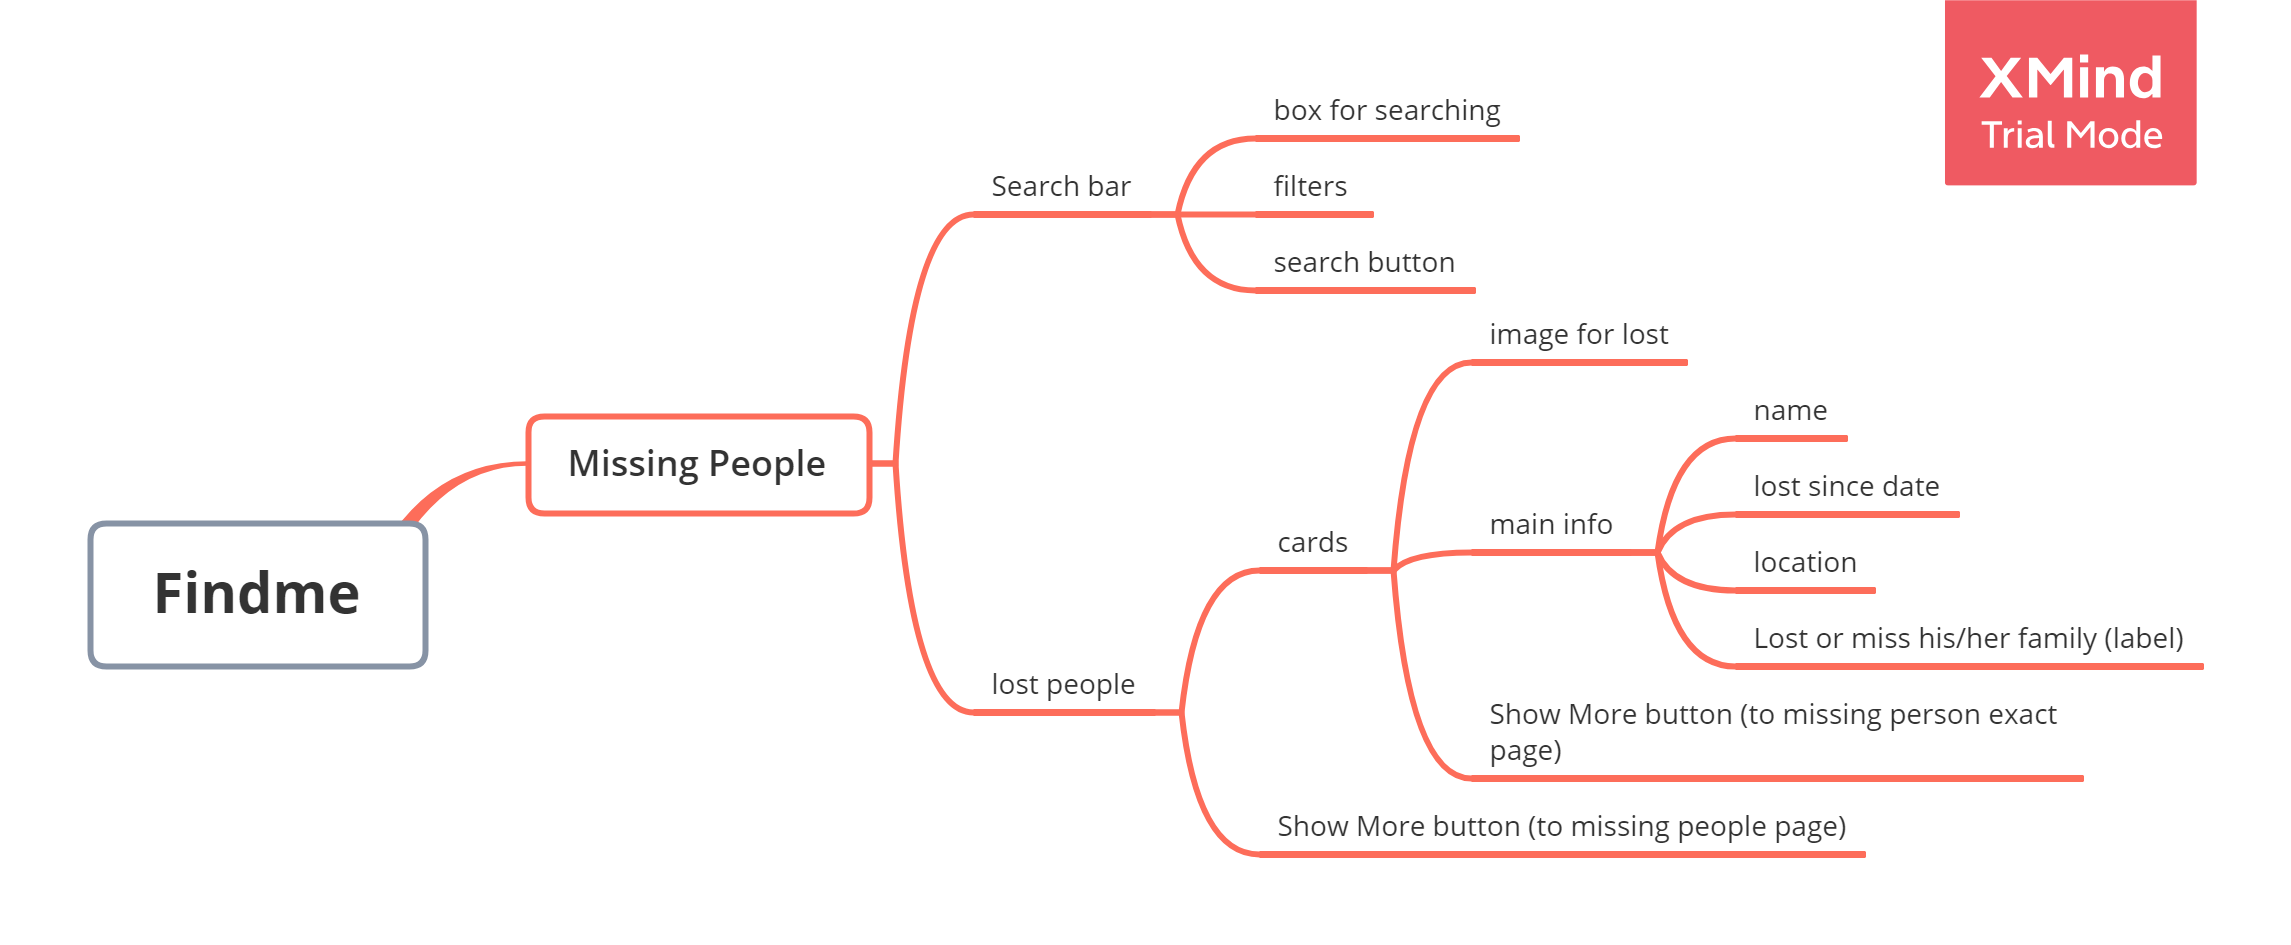 XMind
Trial Mode
box for searching
Search bar
filters
search button
image for lost
name
Missing People
lost since date
main info
cards
location
Findme
Lost or miss his/her family (label)
lost people
Show More button (to missing person exact
page)
Show More button (to missing people page)